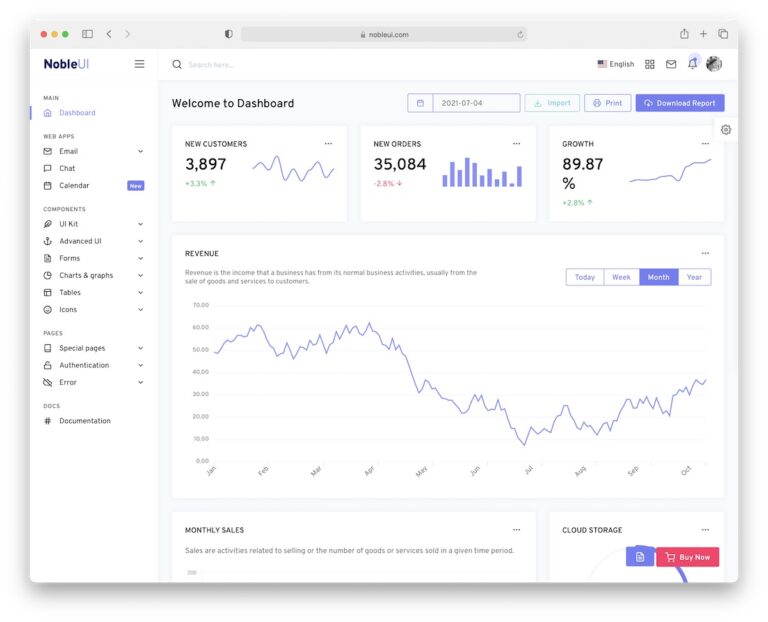 nobleui.com
NobleUI
Search here...
English
MAIN
Dashboard
WEB APPS
Email
Chat
Calendar New
COMPONENTS
UI Kit
Advanced UI
Forms
Charts & graphs
Tables
Icons
PAGES
Special pages
Authentication
Error
DOCS
Documentation
Welcome to Dashboard
2021-07-04
Import
Print
Download Report
NEW CUSTOMERS
3,897
+3.3% ↑
NEW ORDERS
35,084
-2.8% ↓
GROWTH
89.87
%
+2.8% ↑
REVENUE
Revenue is the income that a business has from its normal business activities, usually from the
sale of goods and services to customers.
Today Week Month Year
70.00
60.00
50.00
40.00
30.00
20.00
10.00
0.00
Jan Feb Mar Apr May Jun Jul Aug Sep Oct
MONTHLY SALES
Sales are activities related to selling or the number of goods or services sold in a given time period.
200
CLOUD STORAGE
Buy Now